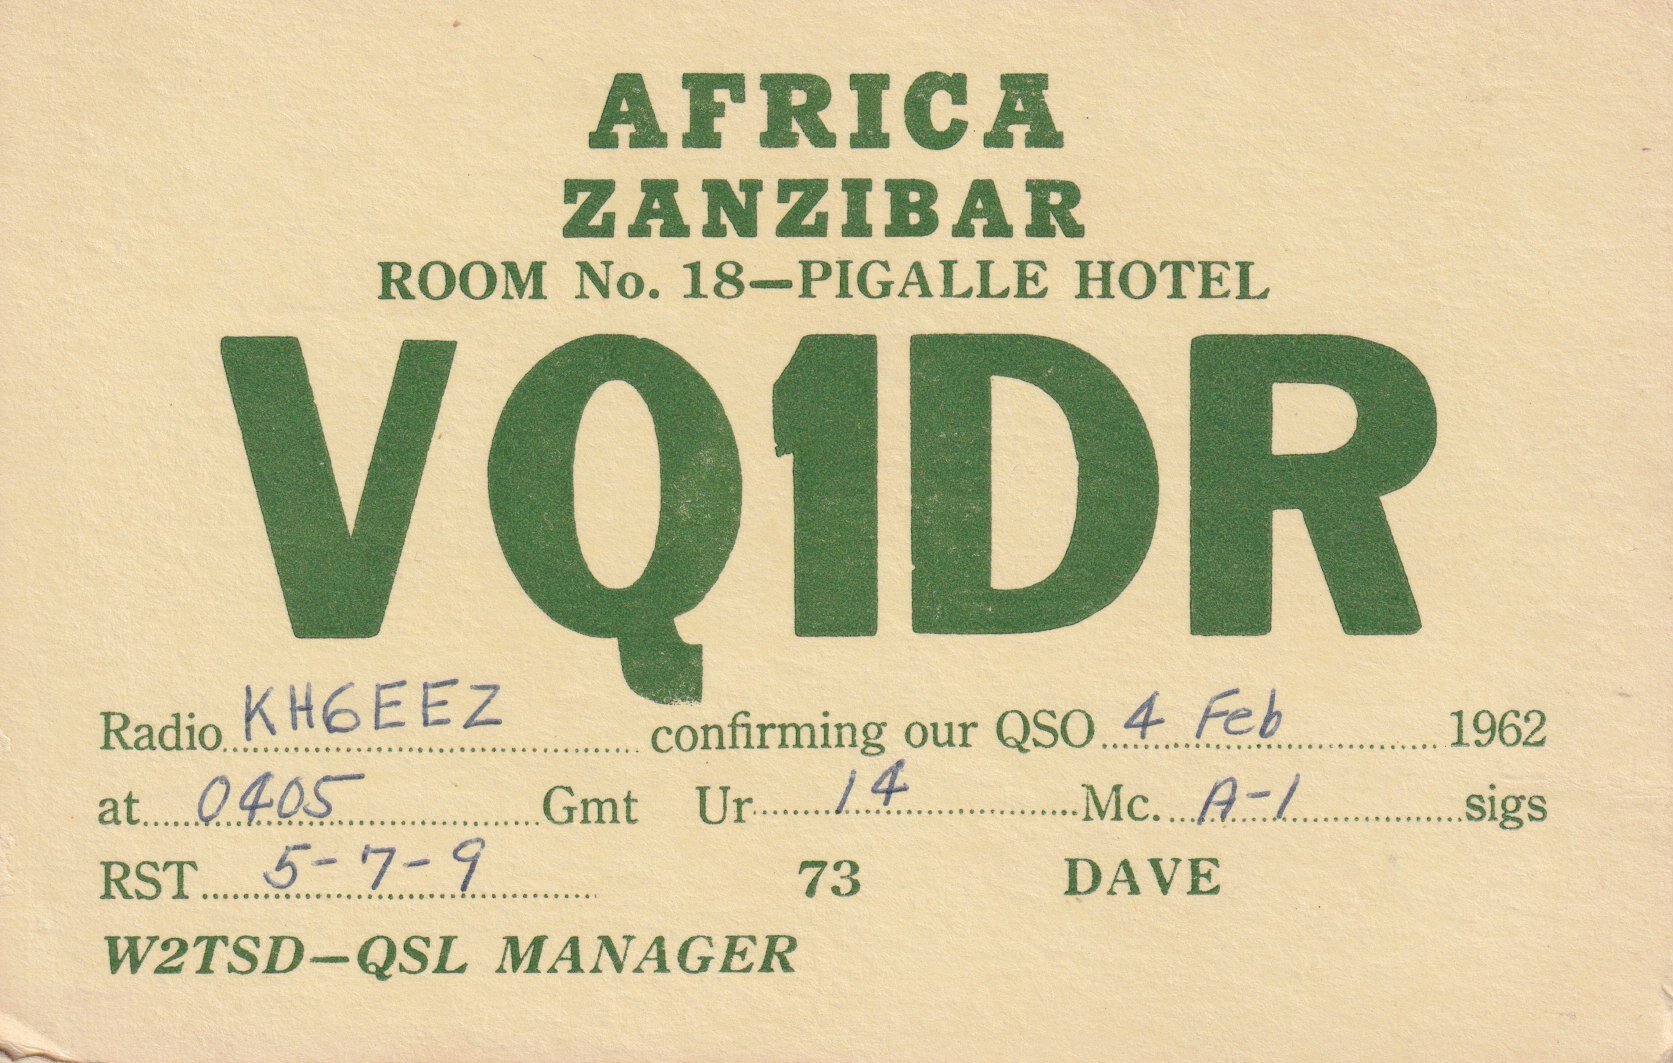 AFRICA
ZANZIBAR
ROOM No. 18—PIGALLE HOTEL
VQ1DR
Radio KH6EEZ confirming our QSO 4 Feb 1962
at 0405 Gmt Ur 14 Mc. A-1 sigs
RST 5-7-9 73 DAVE
W2TSD—QSL MANAGER